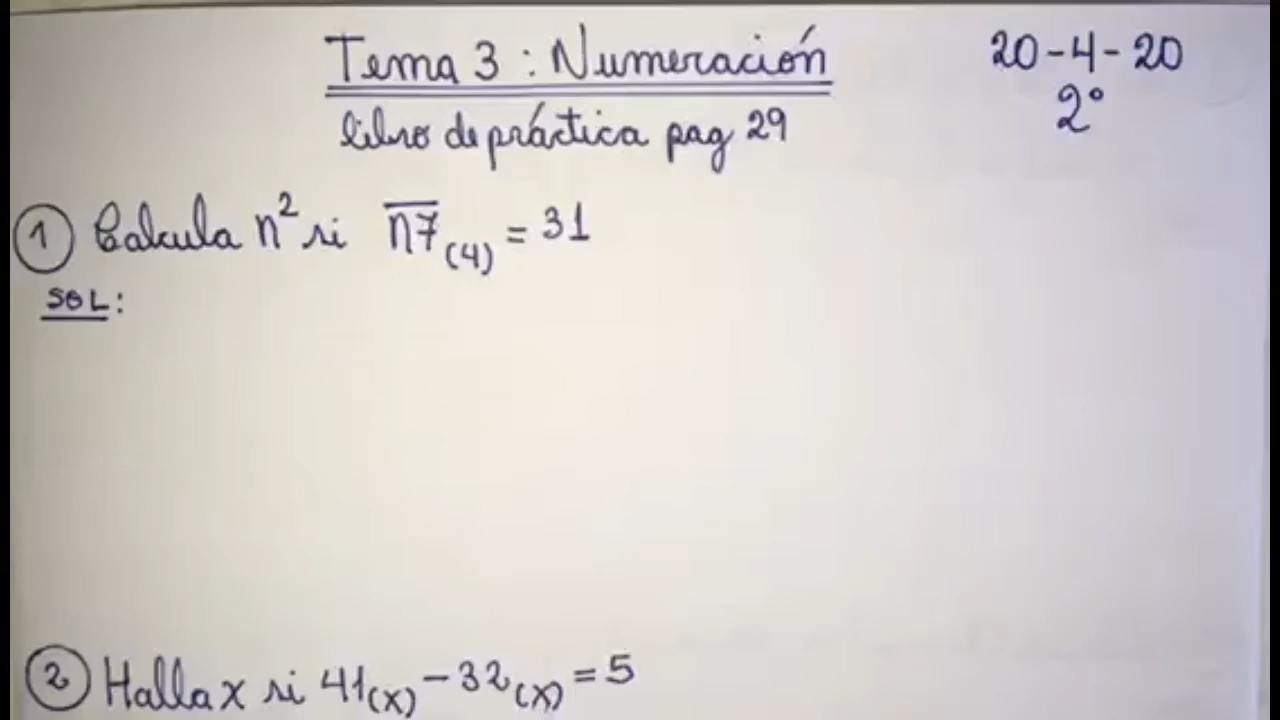 Tema 3 : Numeración
20-4-20
2°
libro de práctica pag 29
1 Calcula n² si n̅7̅₍₄₎ = 31
SOL:
2 Halla x si 41₍ₓ₎ - 32₍ₓ₎ = 5